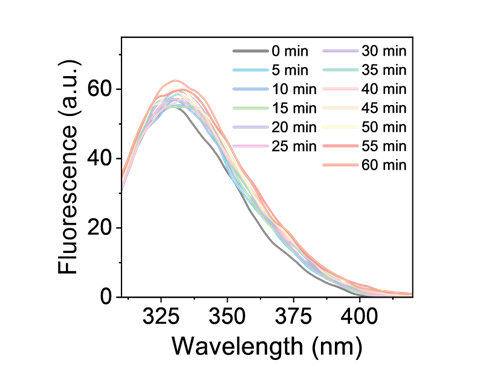 Fluorescence (a.u.)
60
40
20
0
0 min
5 min
10 min
15 min
20 min
25 min
30 min
35 min
40 min
45 min
50 min
55 min
60 min
325 350 375 400
Wavelength (nm)